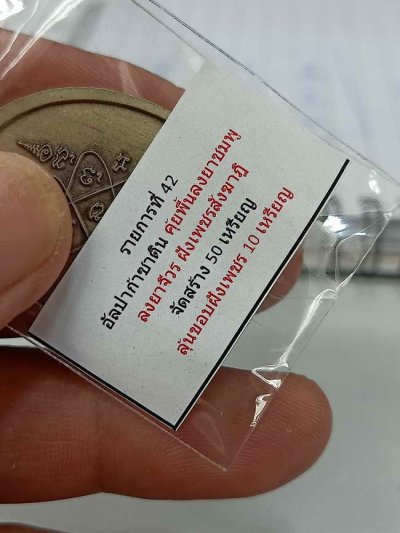 รายการที่ 42
อัลปาก้าซาติน คุ้ยพื้นลงยาชมพู
ลงยาจีวร ฝังเพชรสังฆาฏิ
จัดสร้าง 50 เหรียญ
ลุ้นขอบฝังเพชร 10 เหรียญ